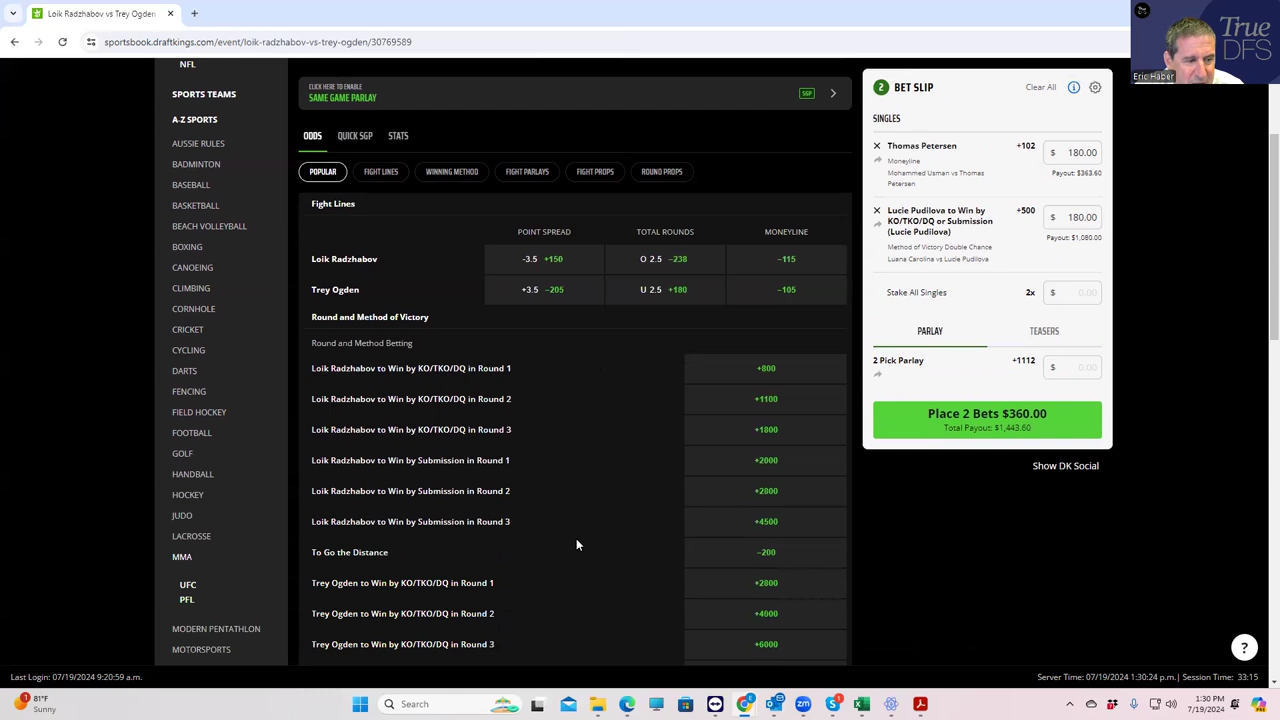 Loik Radzhabov vs Trey Ogden
sportsbook.draftkings.com/event/loik-radzhabov-vs-trey-ogden/30769589
True
DFS
Eric Haber
NFL
SPORTS TEAMS
A-Z SPORTS
AUSSIE RULES
BADMINTON
BASEBALL
BASKETBALL
BEACH VOLLEYBALL
BOXING
CANOEING
CLIMBING
CORNHOLE
CRICKET
CYCLING
DARTS
FENCING
FIELD HOCKEY
FOOTBALL
GOLF
HANDBALL
HOCKEY
JUDO
LACROSSE
MMA
UFC
PFL
MODERN PENTATHLON
MOTORSPORTS
CLICK HERE TO ENABLE
SAME GAME PARLAY
SGP
ODDS QUICK SGP STATS
POPULAR FIGHT LINES WINNING METHOD FIGHT PARLAYS FIGHT PROPS ROUND PROPS
Fight Lines
POINT SPREAD TOTAL ROUNDS MONEYLINE
Loik Radzhabov -3.5 +150 O 2.5 −238 −115
Trey Ogden +3.5 −205 U 2.5 +180 −105
Round and Method of Victory
Round and Method Betting
Loik Radzhabov to Win by KO/TKO/DQ in Round 1 +800
Loik Radzhabov to Win by KO/TKO/DQ in Round 2 +1100
Loik Radzhabov to Win by KO/TKO/DQ in Round 3 +1800
Loik Radzhabov to Win by Submission in Round 1 +2000
Loik Radzhabov to Win by Submission in Round 2 +2800
Loik Radzhabov to Win by Submission in Round 3 +4500
To Go the Distance −200
Trey Ogden to Win by KO/TKO/DQ in Round 1 +2800
Trey Ogden to Win by KO/TKO/DQ in Round 2 +4000
Trey Ogden to Win by KO/TKO/DQ in Round 3 +6000
2 BET SLIP Clear All
SINGLES
Thomas Petersen +102 $ 180.00
Moneyline Payout: $363.60
Mohammed Usman vs Thomas
Petersen
Lucie Pudilova to Win by +500 $ 180.00
KO/TKO/DQ or Submission
(Lucie Pudilova) Payout: $1,080.00
Method of Victory Double Chance
Luana Carolina vs Lucie Pudilova
Stake All Singles 2x $ 0.00
PARLAY TEASERS
2 Pick Parlay +1112 $ 0.00
Place 2 Bets $360.00
Total Payout: $1,443.60
Show DK Social
?
Last Login: 07/19/2024 9:20:59 a.m. Server Time: 07/19/2024 1:30:24 p.m.| Session Time: 33:15
81°F
Sunny
Search
1:30 PM
7/19/2024